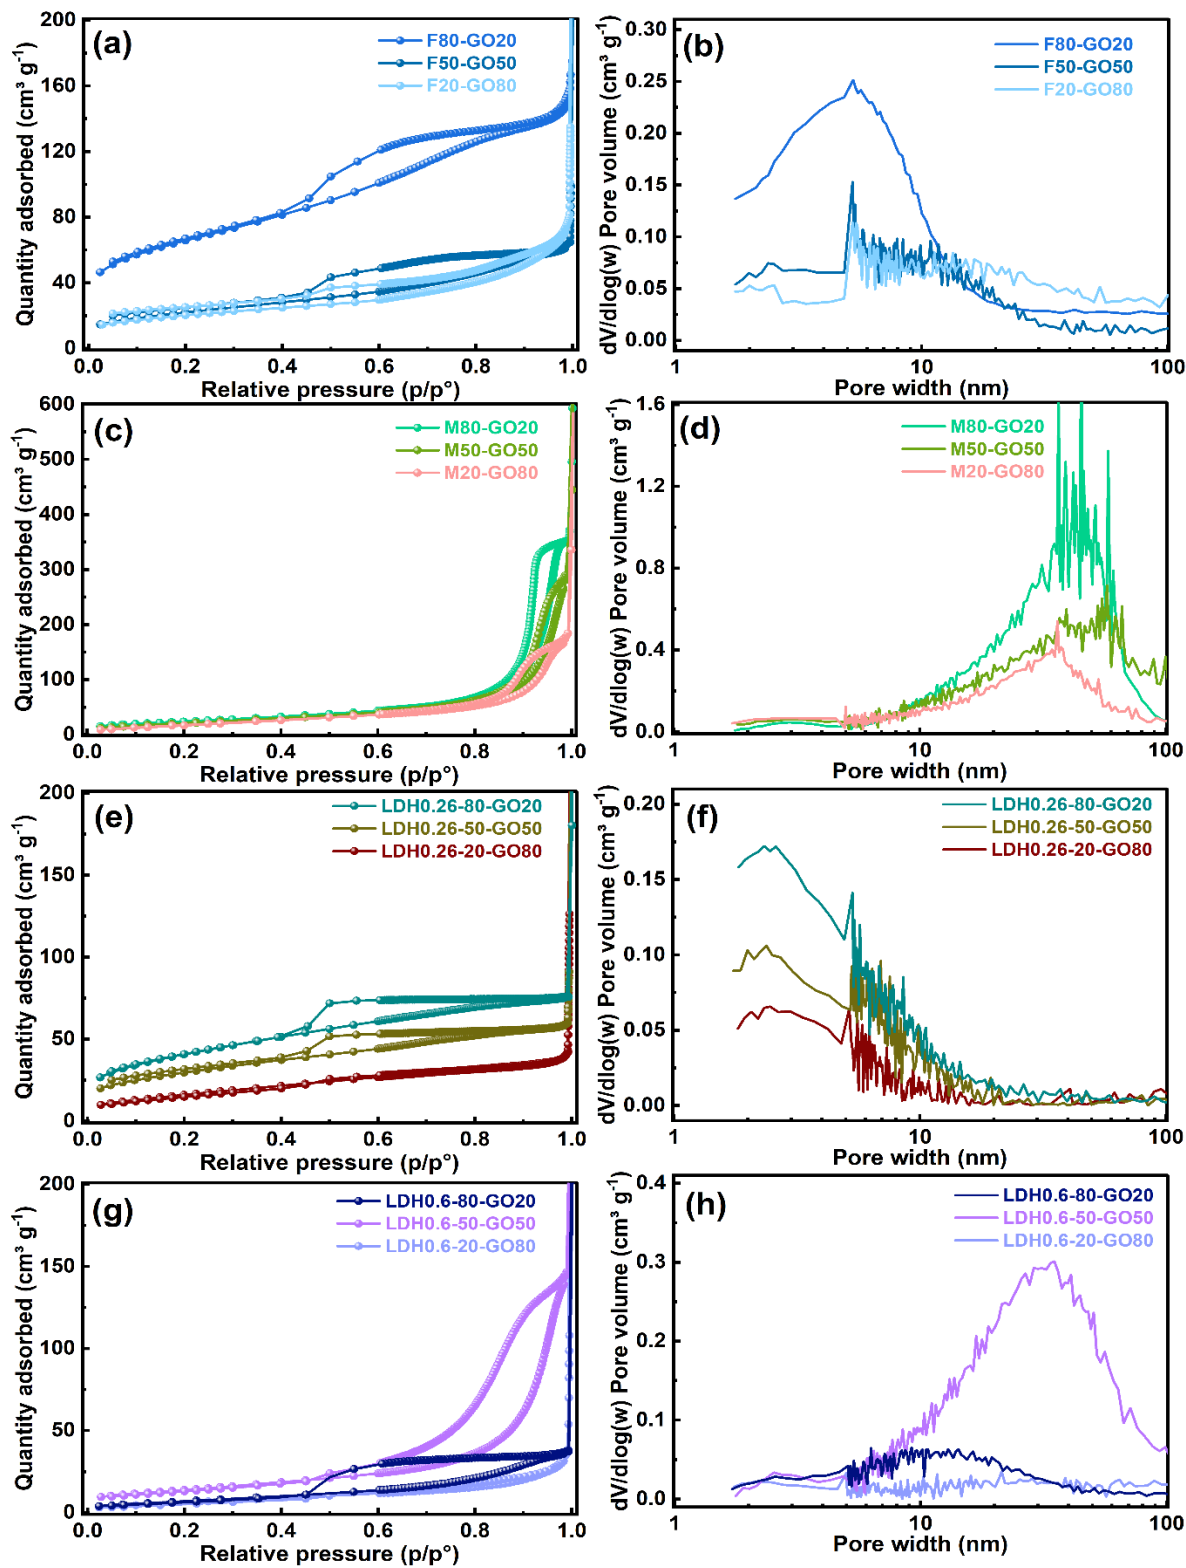 (a)
F80-GO20
F50-GO50
F20-GO80
Quantity adsorbed (cm³ g⁻¹)
200
160
120
80
40
0
0.0 0.2 0.4 0.6 0.8 1.0
Relative pressure (p/p°)
(b)
F80-GO20
F50-GO50
F20-GO80
dV/dlog(w) Pore volume (cm³ g⁻¹)
0.30
0.25
0.20
0.15
0.10
0.05
0.00
1 10 100
Pore width (nm)
(c)
M80-GO20
M50-GO50
M20-GO80
Quantity adsorbed (cm³ g⁻¹)
600
500
400
300
200
100
0
0.0 0.2 0.4 0.6 0.8 1.0
Relative pressure (p/p°)
(d)
M80-GO20
M50-GO50
M20-GO80
dV/dlog(w) Pore volume (cm³ g⁻¹)
1.6
1.2
0.8
0.4
0.0
1 10 100
Pore width (nm)
(e)
LDH0.26-80-GO20
LDH0.26-50-GO50
LDH0.26-20-GO80
Quantity adsorbed (cm³ g⁻¹)
200
150
100
50
0
0.0 0.2 0.4 0.6 0.8 1.0
Relative pressure (p/p°)
(f)
LDH0.26-80-GO20
LDH0.26-50-GO50
LDH0.26-20-GO80
dV/dlog(w) Pore volume (cm³ g⁻¹)
0.20
0.15
0.10
0.05
0.00
1 10 100
Pore width (nm)
(g)
LDH0.6-80-GO20
LDH0.6-50-GO50
LDH0.6-20-GO80
Quantity adsorbed (cm³ g⁻¹)
200
150
100
50
0
0.0 0.2 0.4 0.6 0.8 1.0
Relative pressure (p/p°)
(h)
LDH0.6-80-GO20
LDH0.6-50-GO50
LDH0.6-20-GO80
dV/dlog(w) Pore volume (cm³ g⁻¹)
0.4
0.3
0.2
0.1
0.0
1 10 100
Pore width (nm)